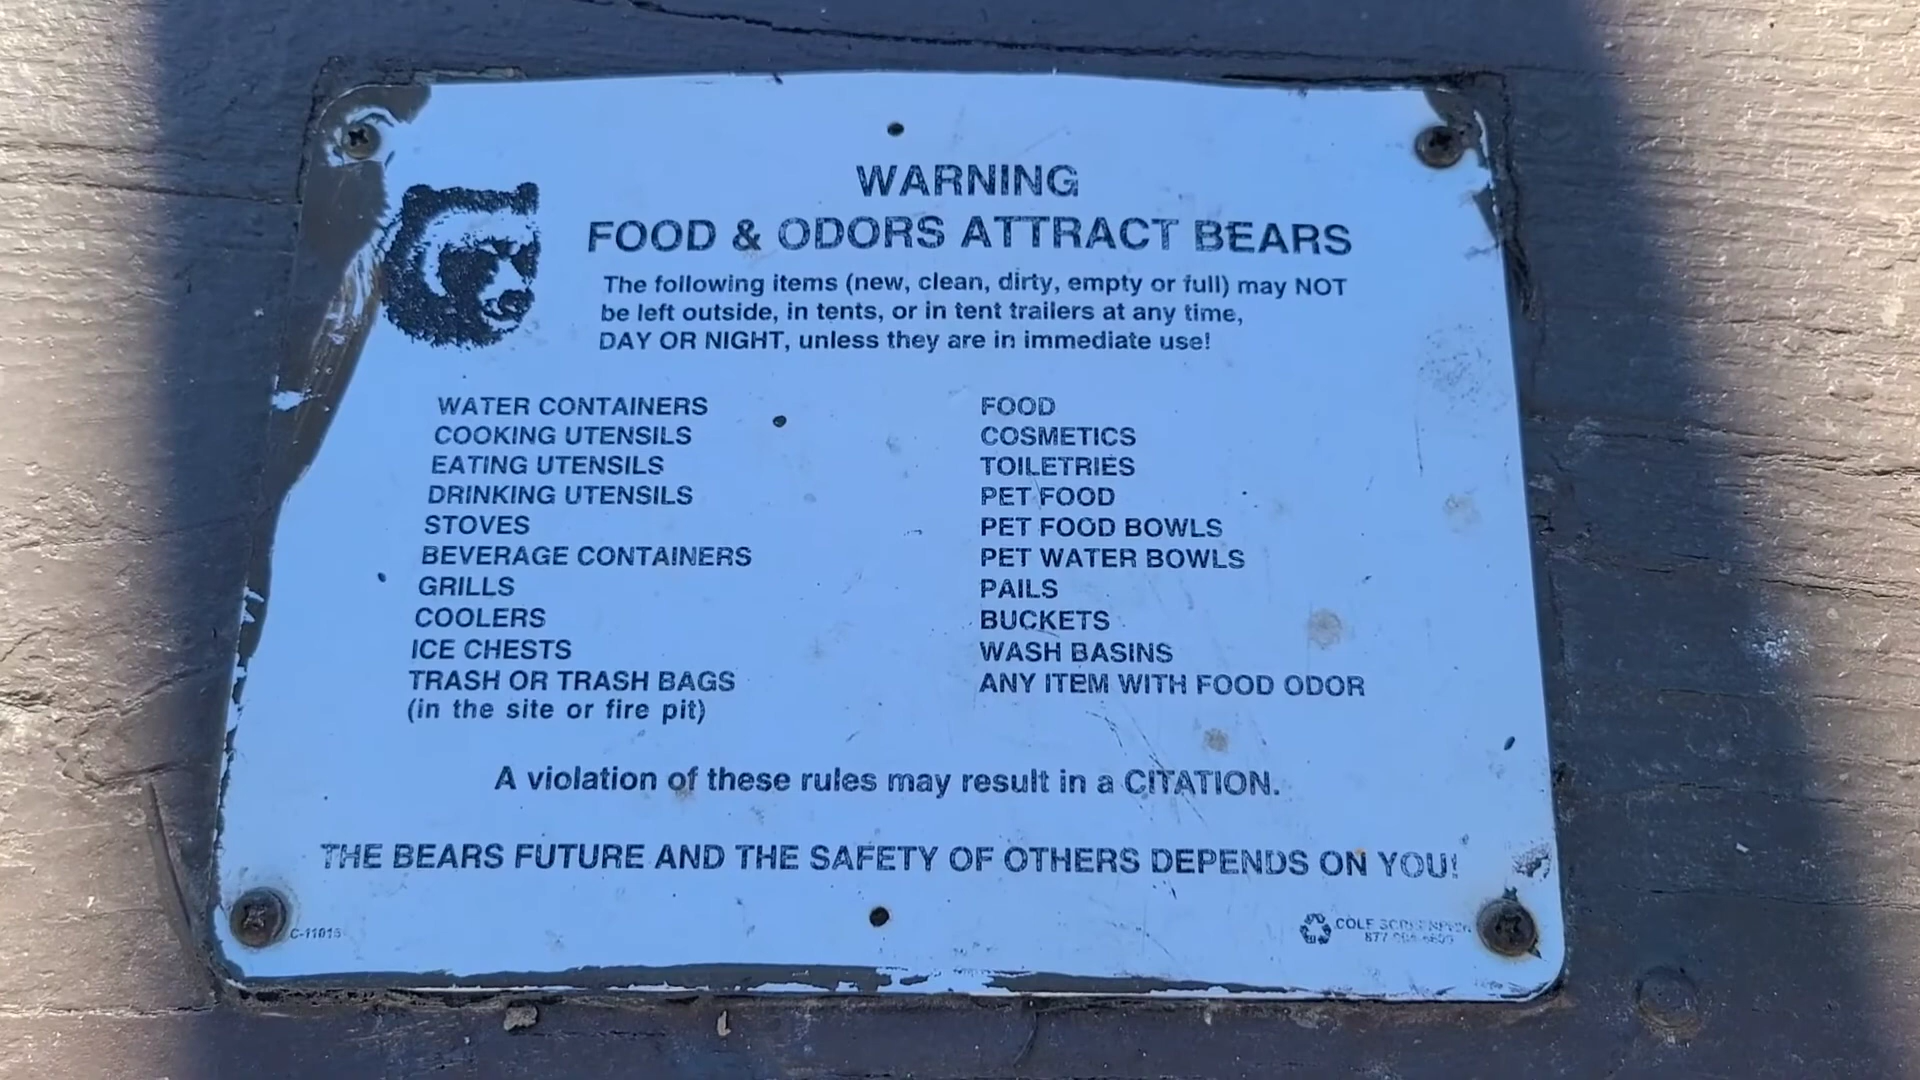 WARNING
FOOD & ODORS ATTRACT BEARS
The following items (new, clean, dirty, empty or full) may NOT
be left outside, in tents, or in tent trailers at any time,
DAY OR NIGHT, unless they are in immediate use!
WATER CONTAINERS
COOKING UTENSILS
EATING UTENSILS
DRINKING UTENSILS
STOVES
BEVERAGE CONTAINERS
GRILLS
COOLERS
ICE CHESTS
TRASH OR TRASH BAGS
(in the site or fire pit)
FOOD
COSMETICS
TOILETRIES
PET FOOD
PET FOOD BOWLS
PET WATER BOWLS
PAILS
BUCKETS
WASH BASINS
ANY ITEM WITH FOOD ODOR
A violation of these rules may result in a CITATION.
THE BEARS FUTURE AND THE SAFETY OF OTHERS DEPENDS ON YOU!
COLE
877